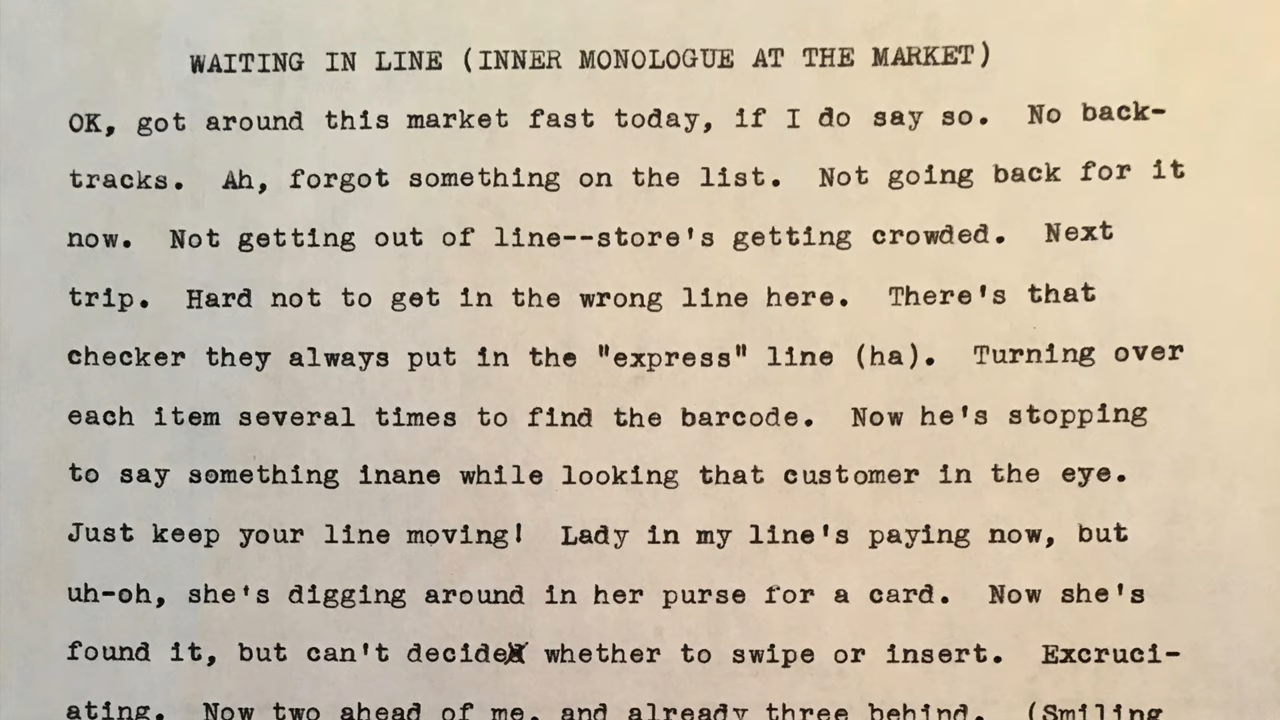 WAITING IN LINE (INNER MONOLOGUE AT THE MARKET)
OK, got around this market fast today, if I do say so.  No back-
tracks.  Ah, forgot something on the list.  Not going back for it
now.  Not getting out of line--store's getting crowded.  Next
trip.  Hard not to get in the wrong line here.  There's that
checker they always put in the "express" line (ha).  Turning over
each item several times to find the barcode.  Now he's stopping
to say something inane while looking that customer in the eye.
Just keep your line moving!  Lady in my line's paying now, but
uh-oh, she's digging around in her purse for a card.  Now she's
found it, but can't decide whether to swipe or insert.  Excruci-
ating.  Now two ahead of me, and already three behind.  (Smiling